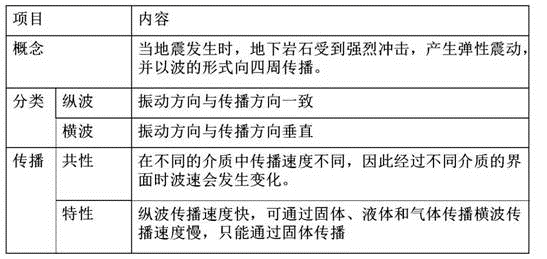 项目 内容
概念 当地震发生时，地下岩石受到强烈冲击，产生弹性震动，
并以波的形式向四周传播。
分类 纵波 振动方向与传播方向一致
横波 振动方向与传播方向垂直
传播 共性 在不同的介质中传播速度不同，因此经过不同介质的界
面时波速会发生变化。
特性 纵波传播速度快，可通过固体、液体和气体传播横波传
播速度慢，只能通过固体传播